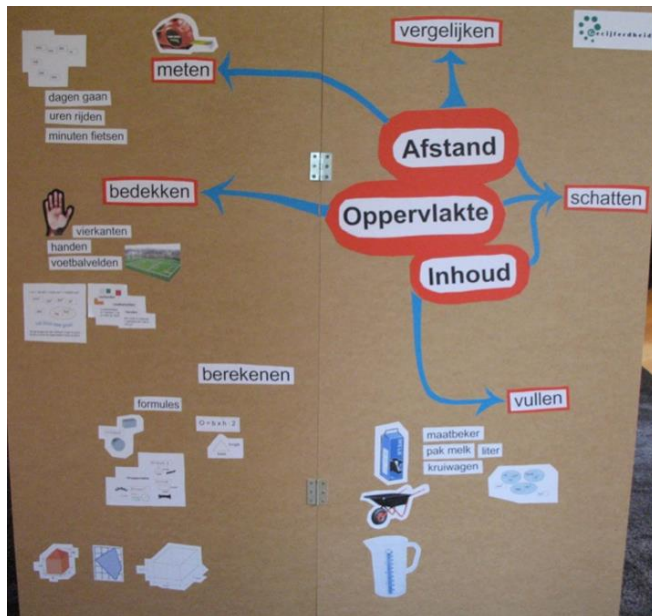 vergelijken
meten
dagen gaan
uren rijden
minuten fietsen
Afstand
bedekken
Oppervlakte
schatten
vierkanten
handen
voetbalvelden
Inhoud
berekenen
vullen
formules
O = b x h : 2
maatbeker
pak melk
liter
kruiwagen